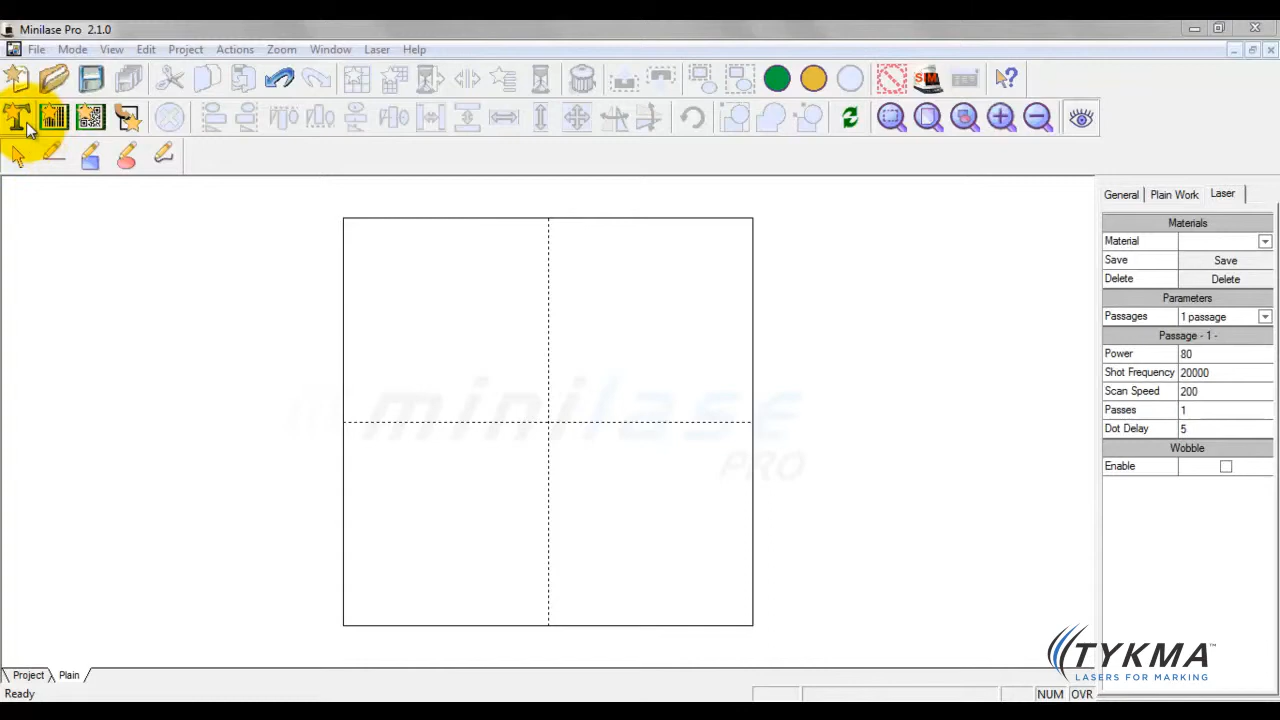 Minilase Pro 2.1.0
File Mode View Edit Project Actions Zoom Window Laser Help
SIM
General Plain Work Laser
Materials
Material
Save Save
Delete Delete
Parameters
Passages 1 passage
Passage - 1 -
Power 80
Shot Frequency 20000
Scan Speed 200
Passes 1
Dot Delay 5
Wobble
Enable
minilase
PRO
TYKMA™
LASERS FOR MARKING
Project Plain
Ready NUM OVR